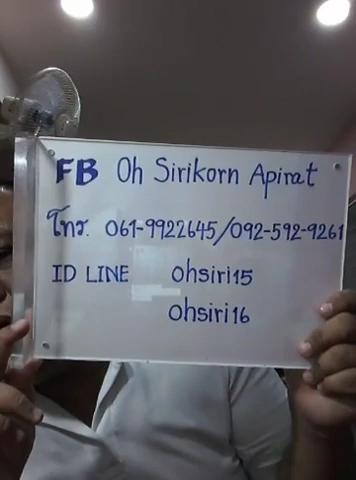 FB Oh Sirikorn Apirat
โทร. 061-9922645/092-592-9261
ID LINE ohsiri15
ohsiri16